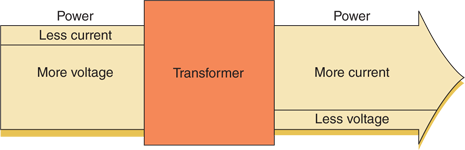 Power
Less current
More voltage
Transformer
Power
More current
Less voltage